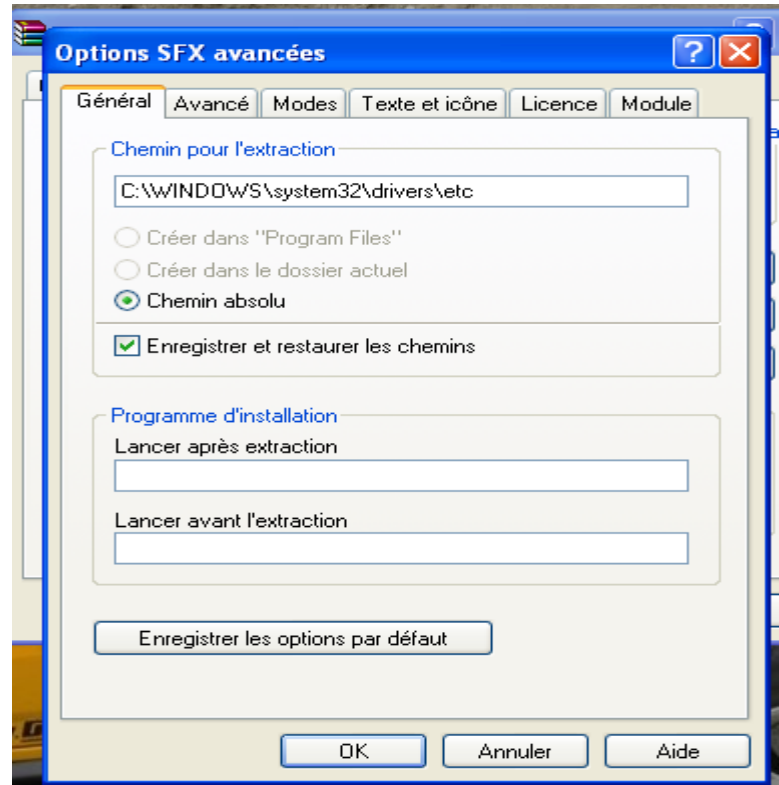 Options SFX avancées
Général Avancé Modes Texte et icône Licence Module
Chemin pour l'extraction
C:\WINDOWS\system32\drivers\etc
Créer dans "Program Files"
Créer dans le dossier actuel
Chemin absolu
Enregistrer et restaurer les chemins
Programme d'installation
Lancer après extraction
Lancer avant l'extraction
Enregistrer les options par défaut
OK Annuler Aide